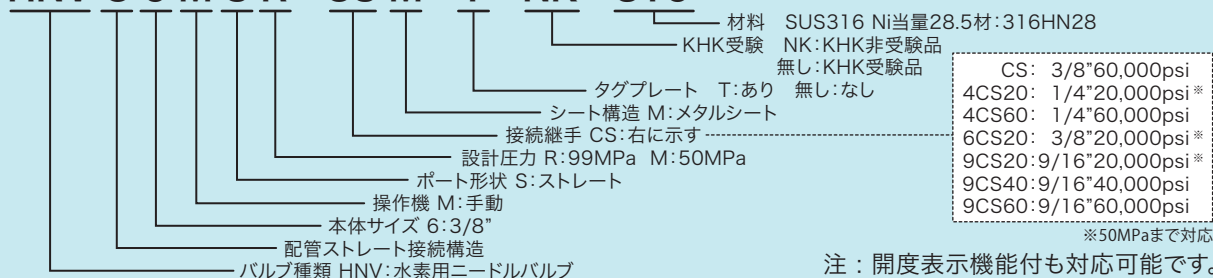 材料 SUS316 Ni当量28.5材:316HN28
KHK受験 NK:KHK非受験品
無し:KHK受験品
タグプレート T:あり 無し:なし
シート構造 M:メタルシート
接続継手 CS:右に示す
設計圧力 R:99MPa M:50MPa
ポート形状 S:ストレート
操作機 M:手動
本体サイズ 6:3/8”
配管ストレート接続構造
バルブ種類 HNV:水素用ニードルバルブ
CS: 3/8”60,000psi
4CS20: 1/4”20,000psi※
4CS60: 1/4”60,000psi
6CS20: 3/8”20,000psi※
9CS20:9/16”20,000psi※
9CS40:9/16”40,000psi
9CS60:9/16”60,000psi
※50MPaまで対応
注:開度表示機能付も対応可能です。